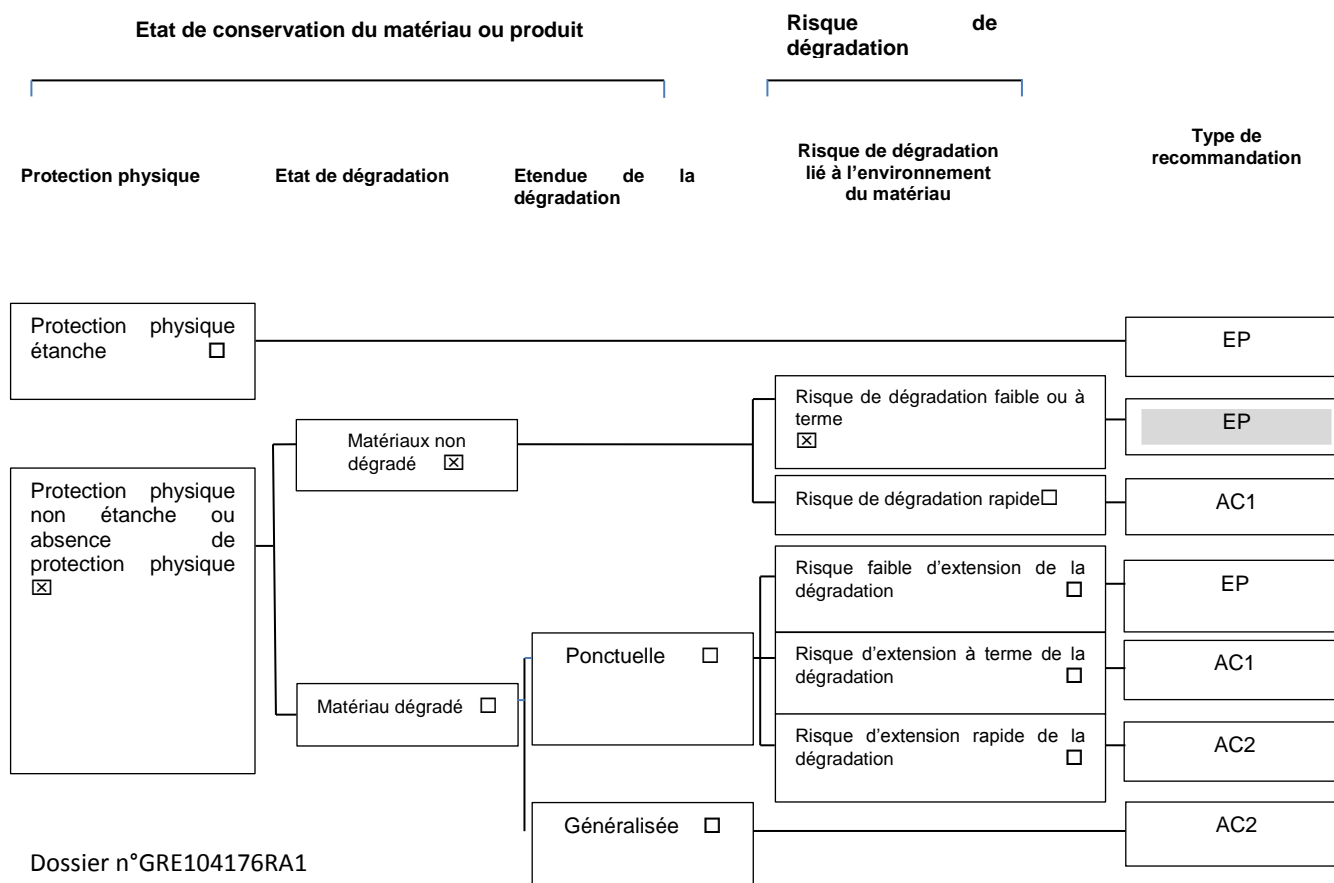 Etat de conservation du matériau ou produit
Risque de
dégradation
Protection physique
Etat de dégradation
Etendue de la
dégradation
Risque de dégradation
lié à l'environnement
du matériau
Type de
recommandation
Protection physique
étanche ☐
EP
Matériaux non
dégradé ☒
Risque de dégradation faible ou à
terme
☒
EP
Protection physique
non étanche ou
absence de
protection physique
☒
Risque de dégradation rapide☐
AC1
Risque faible d'extension de la
dégradation ☐
EP
Ponctuelle ☐
Risque d'extension à terme de la
dégradation ☐
AC1
Matériau dégradé ☐
Risque d'extension rapide de la
dégradation ☐
AC2
Généralisée ☐
AC2
Dossier n°GRE104176RA1